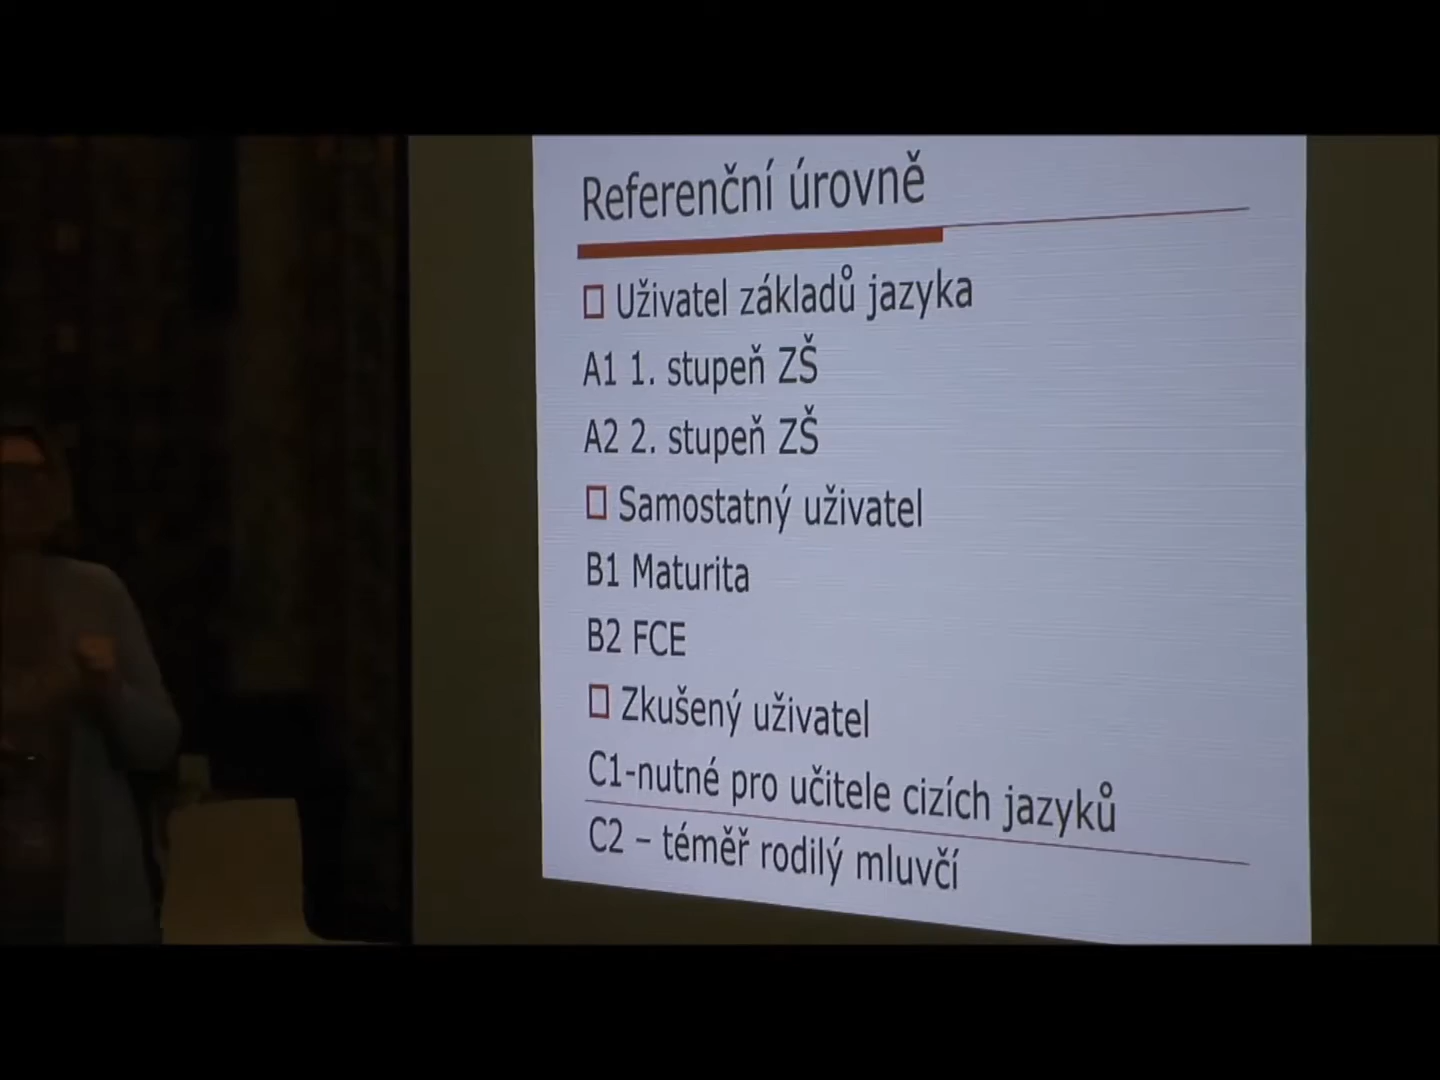 Referenční úrovně
Uživatel základů jazyka
A1 1. stupeň ZŠ
A2 2. stupeň ZŠ
Samostatný uživatel
B1 Maturita
B2 FCE
Zkušený uživatel
C1-nutné pro učitele cizích jazyků
C2 – téměř rodilý mluvčí